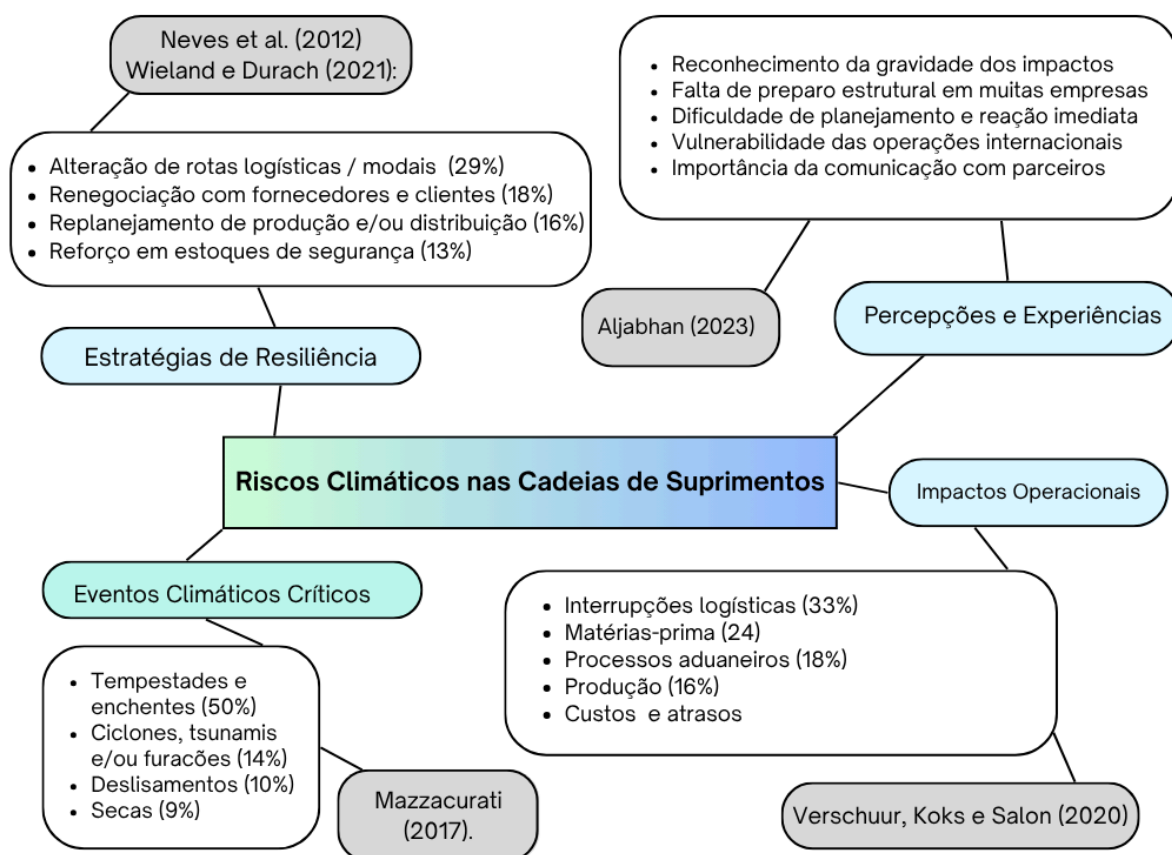 Neves et al. (2012)
Wieland e Durach (2021):
• Alteração de rotas logísticas / modais (29%)
• Renegociação com fornecedores e clientes (18%)
• Replanejamento de produção e/ou distribuição (16%)
• Reforço em estoques de segurança (13%)
Estratégias de Resiliência
• Reconhecimento da gravidade dos impactos
• Falta de preparo estrutural em muitas empresas
• Dificuldade de planejamento e reação imediata
• Vulnerabilidade das operações internacionais
• Importância da comunicação com parceiros
Aljabhan (2023)
Percepções e Experiências
Riscos Climáticos nas Cadeias de Suprimentos
Impactos Operacionais
Eventos Climáticos Críticos
• Tempestades e
enchentes (50%)
• Ciclones, tsunamis
e/ou furacões (14%)
• Deslisamentos (10%)
• Secas (9%)
Mazzacurati
(2017).
• Interrupções logísticas (33%)
• Matérias-prima (24)
• Processos aduaneiros (18%)
• Produção (16%)
• Custos e atrasos
Verschuur, Koks e Salon (2020)